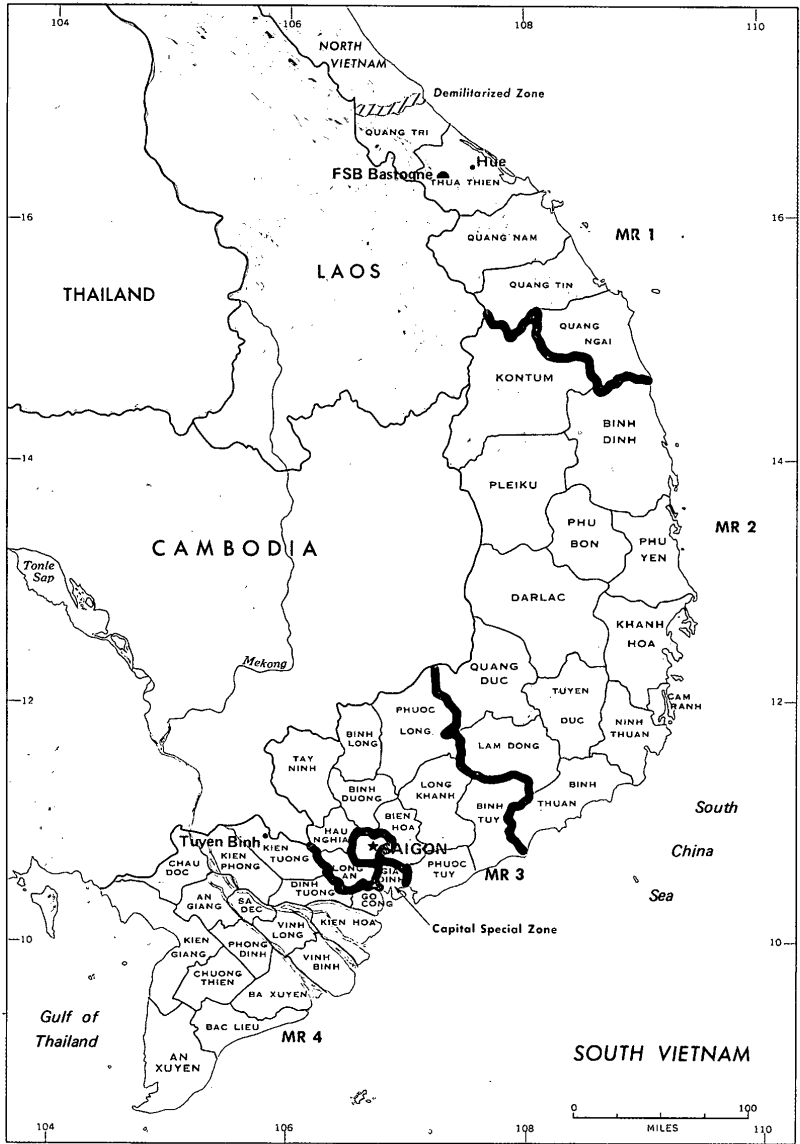 104
106
108
110
NORTH
VIETNAM
Demilitarized Zone
QUANG TRI
Hue
FSB Bastogne
THUA THIEN
16
16
QUANG NAM
MR 1
LAOS
THAILAND
QUANG TIN
QUANG
NGAI
KONTUM
BINH
DINH
14
14
PLEIKU
PHU
BON
MR 2
PHU
YEN
CAMBODIA
Tonle
Sap
DARLAC
KHANH
HOA
Mekong
QUANG
DUC
TUYEN
DUC
CAM
RANH
12
12
PHUOC
LONG
NINH
THUAN
BINH
LONG
LAM DONG
TAY
NINH
BINH
DUONG
LONG
KHANH
BINH
THUAN
BINH
TUY
BIEN
HOA
South
China
Sea
HAU
NGHIA
SAIGON
Tuyen Binh
KIEN
TUONG
KIEN
PHONG
CHAU
DOC
LONG
AN
GIA
DINH
PHUOC
TUY
MR 3
DINH
TUONG
GO
CONG
AN
GIANG
SA
DEC
KIEN HOA
Capital Special Zone
VINH
LONG
10
10
KIEN
GIANG
PHONG
DINH
VINH
BINH
CHUONG
THIEN
BA XUYEN
Gulf of
Thailand
BAC LIEU
MR 4
AN
XUYEN
SOUTH VIETNAM
0
100
MILES
104
106
108
110